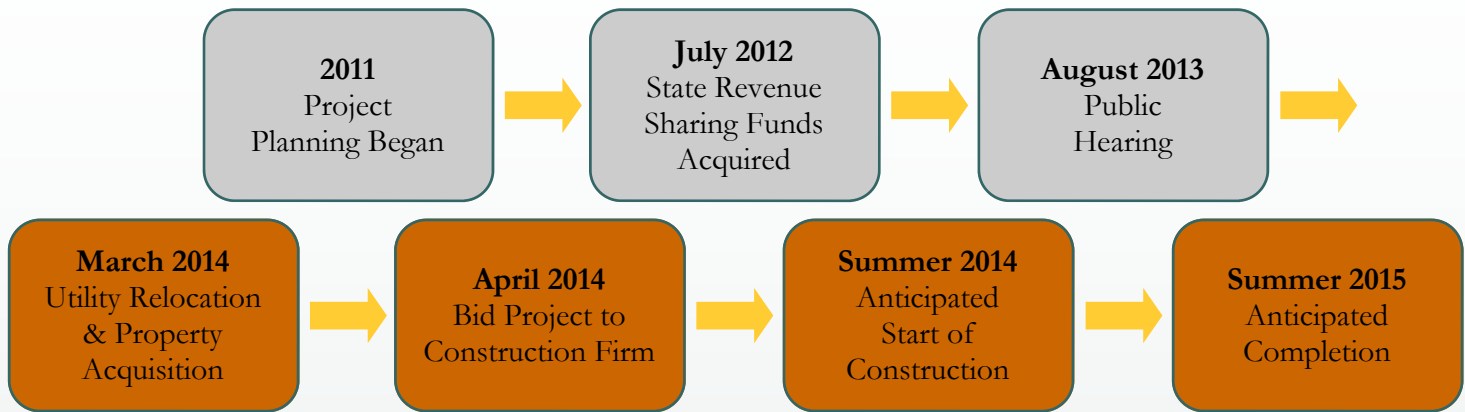 2011
Project
Planning Began
July 2012
State Revenue
Sharing Funds
Acquired
August 2013
Public
Hearing
March 2014
Utility Relocation
& Property
Acquisition
April 2014
Bid Project to
Construction Firm
Summer 2014
Anticipated
Start of
Construction
Summer 2015
Anticipated
Completion